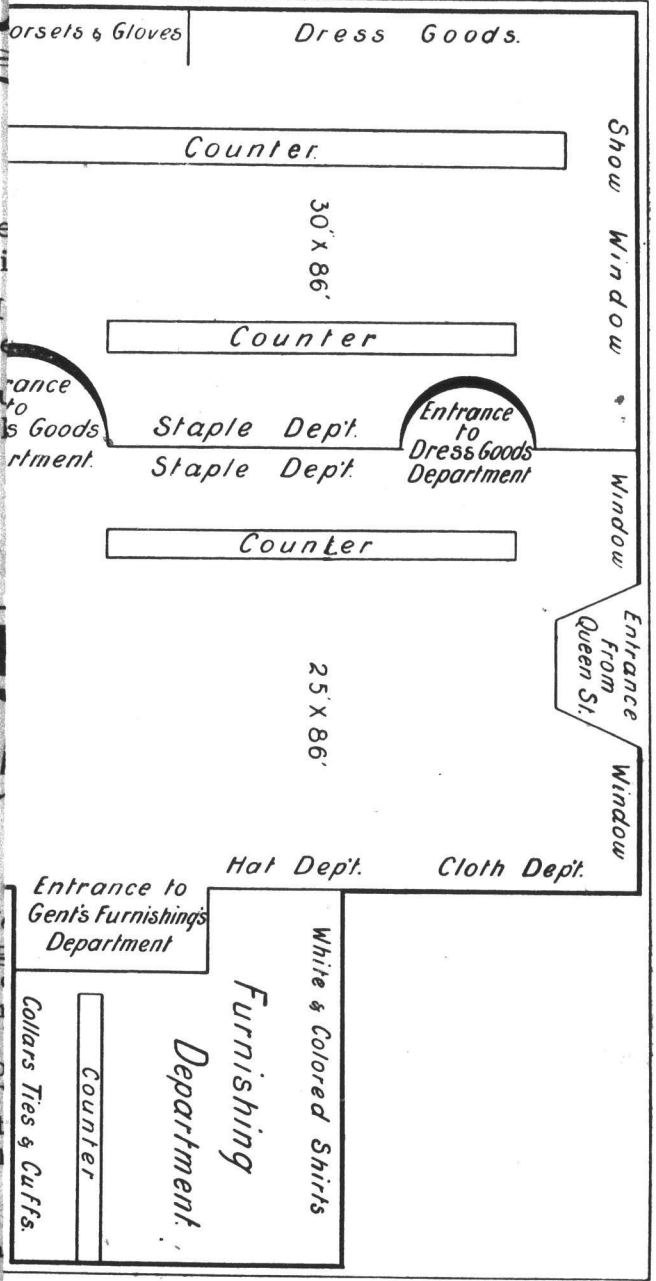 orsets & Gloves
Dress Goods.
Show Window
Counter
30' X 86'
Counter
rance
to
s Goods
rtment.
Staple Dep't.
Staple Dep't.
Entrance
to
Dress Goods
Department
Window
Counter
Entrance
From
Queen St.
25' X 86'
Window
Hat Dep't.
Cloth Dep't.
Entrance to
Gent's Furnishing's
Department
White & Colored Shirts
Furnishing
Department.
Counter
Collars Ties & Cuffs.